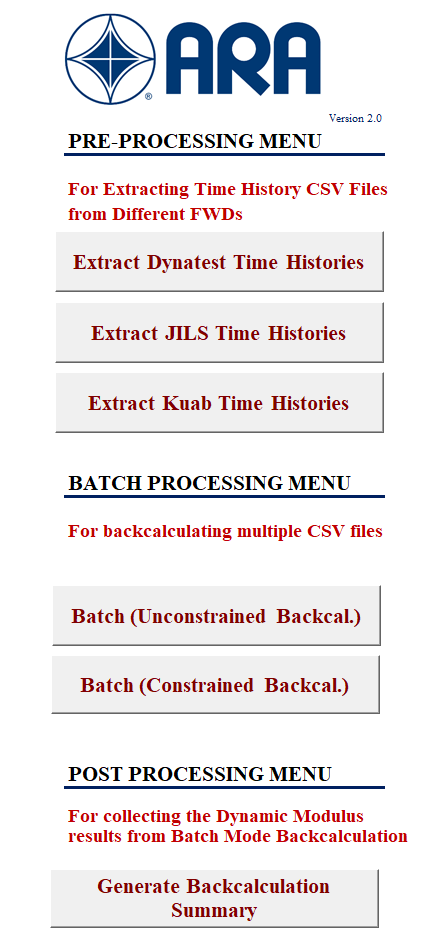 ARA
®
Version 2.0
PRE-PROCESSING MENU
For Extracting Time History CSV Files
from Different FWDs
Extract Dynatest Time Histories
Extract JILS Time Histories
Extract Kuab Time Histories
BATCH PROCESSING MENU
For backcalculating multiple CSV files
Batch (Unconstrained Backcal.)
Batch (Constrained Backcal.)
POST PROCESSING MENU
For collecting the Dynamic Modulus
results from Batch Mode Backcalculation
Generate Backcalculation
Summary